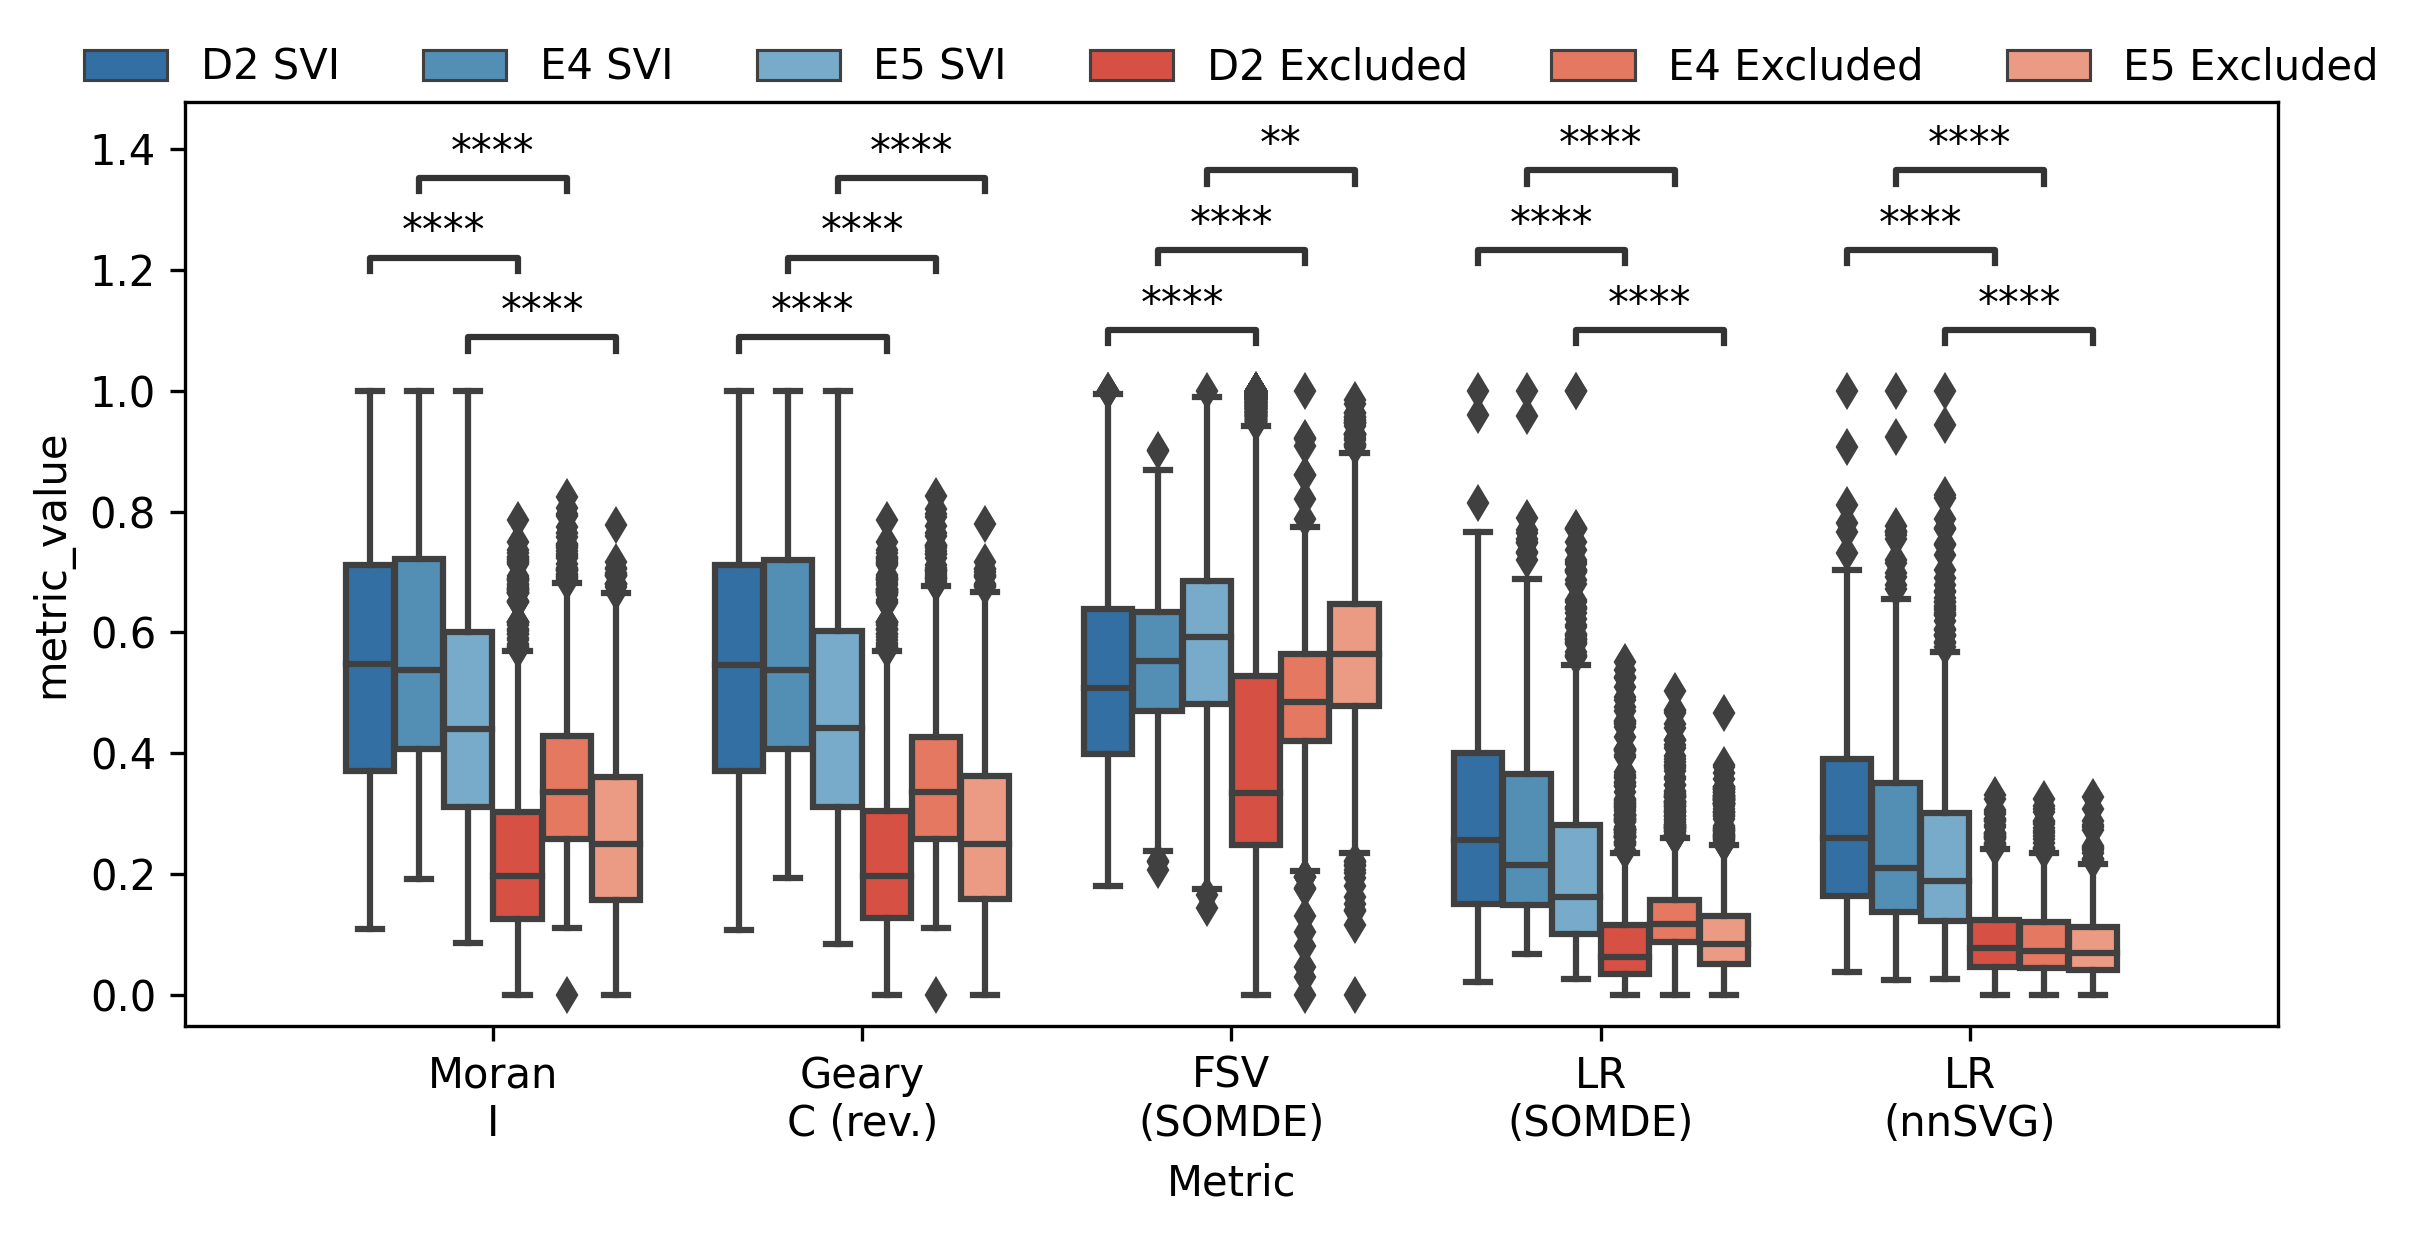 D2 SVI E4 SVI E5 SVI D2 Excluded E4 Excluded E5 Excluded
1.4
1.2
1.0
0.8
0.6
0.4
0.2
0.0
metric_value
**** **** ** **** ****
**** **** **** **** ****
**** **** **** **** ****
Moran Geary FSV LR LR
I C (rev.) (SOMDE) (SOMDE) (nnSVG)
Metric